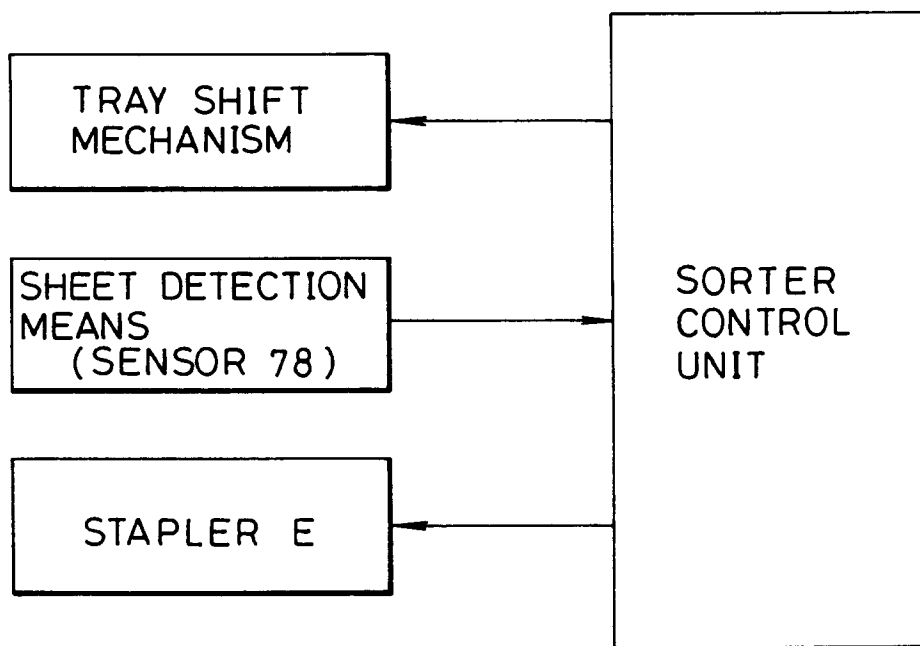 TRAY SHIFT
MECHANISM
SHEET DETECTION
MEANS
(SENSOR 78)
STAPLER E
SORTER
CONTROL
UNIT